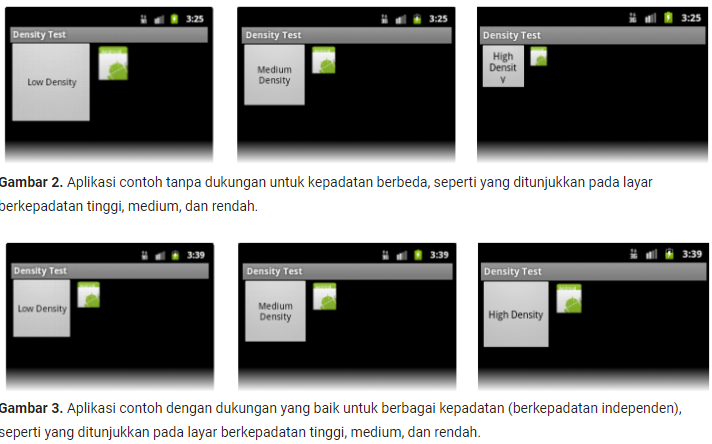 3:25
3:25
3:25
Density Test
Density Test
Density Test
Low Density
Medium
Density
High
Densit
y
Gambar 2. Aplikasi contoh tanpa dukungan untuk kepadatan berbeda, seperti yang ditunjukkan pada layar
berkepadatan tinggi, medium, dan rendah.
3:39
3:39
3:39
Density Test
Density Test
Density Test
Low Density
Medium
Density
High Density
Gambar 3. Aplikasi contoh dengan dukungan yang baik untuk berbagai kepadatan (berkepadatan independen),
seperti yang ditunjukkan pada layar berkepadatan tinggi, medium, dan rendah.